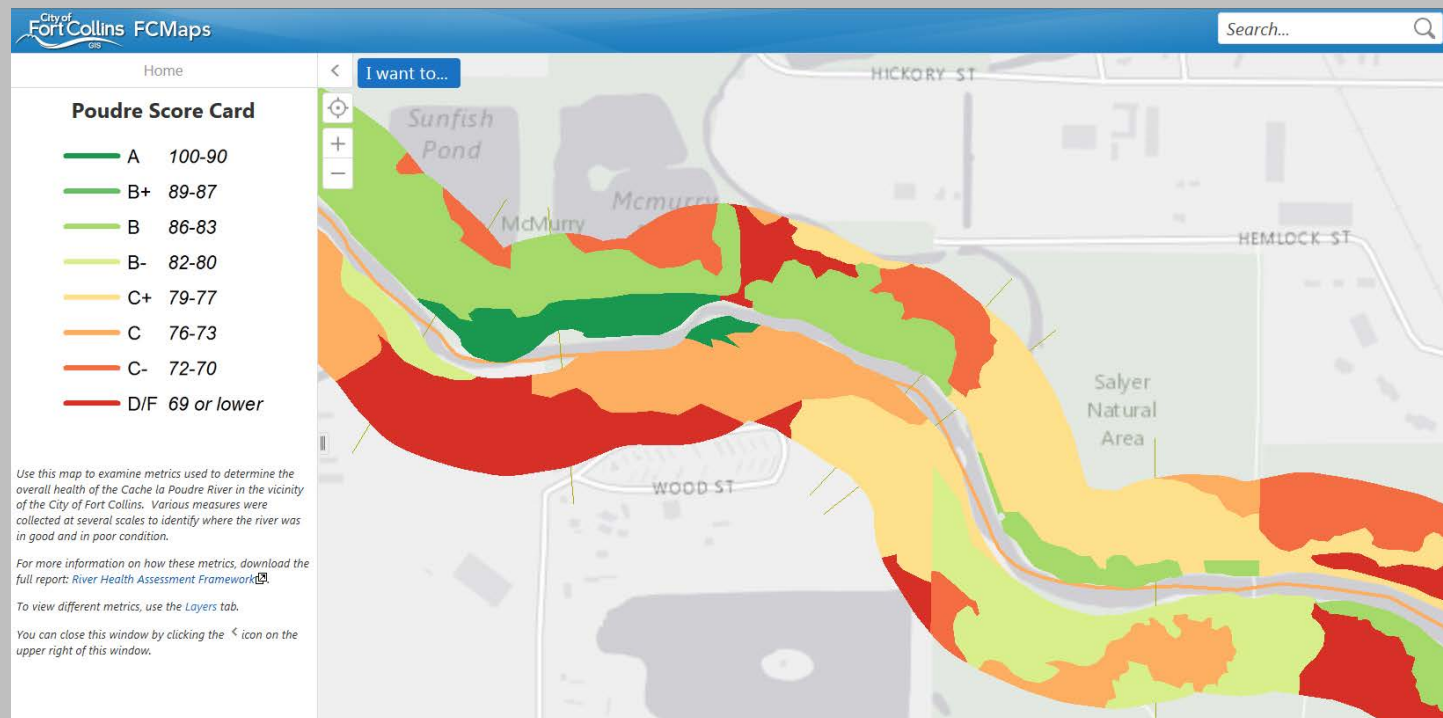 City of
Fort Collins FCMaps
GIS
Search...
Home
I want to...
Poudre Score Card
A 100-90
B+ 89-87
B 86-83
B- 82-80
C+ 79-77
C 76-73
C- 72-70
D/F 69 or lower
Use this map to examine metrics used to determine the
overall health of the Cache la Poudre River in the vicinity
of the City of Fort Collins. Various measures were
collected at several scales to identify where the river was
in good and in poor condition.
For more information on how these metrics, download the
full report: River Health Assessment Framework.
To view different metrics, use the Layers tab.
You can close this window by clicking the < icon on the
upper right of this window.
HICKORY ST
Sunfish
Pond
Mcmurry
McMurry
HEMLOCK ST
Salyer
Natural
Area
WOOD ST